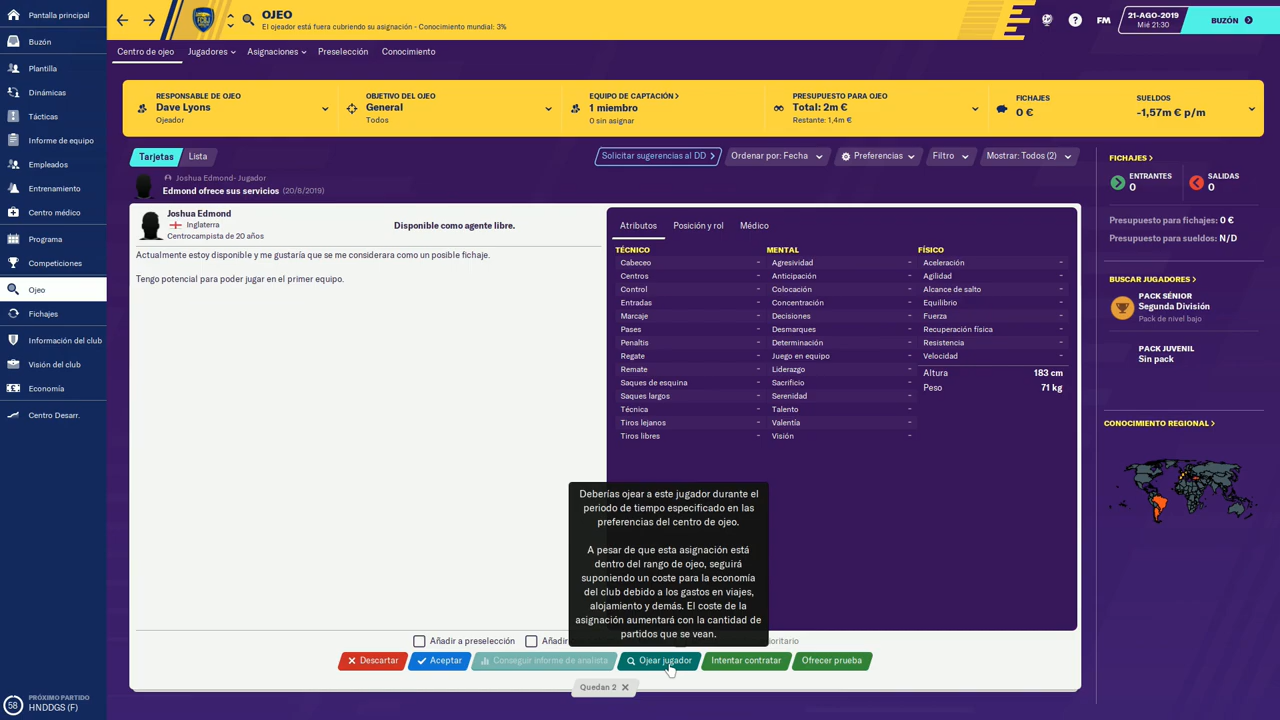 Pantalla principal
Buzón
Plantilla
Dinámicas
Tácticas
Informe de equipo
Empleados
Entrenamiento
Centro médico
Programa
Competiciones
Ojeo
Fichajes
Información del club
Visión del club
Economía
Centro Desarr.
58
PRÓXIMO PARTIDO
HNDDGS (F)
OJEO
El ojeador está fuera cubriendo su asignación - Conocimiento mundial: 3%
?
FM
21-AGO-2019
Mié 21:30
BUZÓN
Centro de ojeo
Jugadores
Asignaciones
Preselección
Conocimiento
RESPONSABLE DE OJEO
Dave Lyons
Ojeador
OBJETIVO DEL OJEO
General
Todos
EQUIPO DE CAPTACIÓN >
1 miembro
0 sin asignar
PRESUPUESTO PARA OJEO
Total: 2m €
Restante: 1,4m €
FICHAJES
0 €
SUELDOS
-1,57m € p/m
Tarjetas
Lista
Solicitar sugerencias al DD >
Ordenar por: Fecha
Preferencias
Filtro
Mostrar: Todos (2)
Joshua Edmond- Jugador
Edmond ofrece sus servicios (20/8/2019)
Joshua Edmond
Inglaterra
Centrocampista de 20 años
Disponible como agente libre.
Actualmente estoy disponible y me gustaría que se me considerara como un posible fichaje.
Tengo potencial para poder jugar en el primer equipo.
Atributos
Posición y rol
Médico
TÉCNICO
Cabeceo -
Centros -
Control -
Entradas -
Marcaje -
Pases -
Penaltis -
Regate -
Remate -
Saques de esquina -
Saques largos -
Técnica -
Tiros lejanos -
Tiros libres -
MENTAL
Agresividad -
Anticipación -
Colocación -
Concentración -
Decisiones -
Desmarques -
Determinación -
Juego en equipo -
Liderazgo -
Sacrificio -
Serenidad -
Talento -
Valentía -
Visión -
FÍSICO
Aceleración -
Agilidad -
Alcance de salto -
Equilibrio -
Fuerza -
Recuperación física -
Resistencia -
Velocidad -
Altura 183 cm
Peso 71 kg
Deberías ojear a este jugador durante el
periodo de tiempo especificado en las
preferencias del centro de ojeo.
A pesar de que esta asignación está
dentro del rango de ojeo, seguirá
suponiendo un coste para la economía
del club debido a los gastos en viajes,
alojamiento y demás. El coste de la
asignación aumentará con la cantidad de
partidos que se vean.
Añadir a preselección
Añadir
Descartar
Aceptar
Conseguir informe de analista
Ojear jugador
Intentar contratar
Ofrecer prueba
Quedan 2
FICHAJES >
ENTRANTES
0
SALIDAS
0
Presupuesto para fichajes: 0 €
Presupuesto para sueldos: N/D
BUSCAR JUGADORES >
PACK SÉNIOR
Segunda División
Pack de nivel bajo
PACK JUVENIL
Sin pack
CONOCIMIENTO REGIONAL >